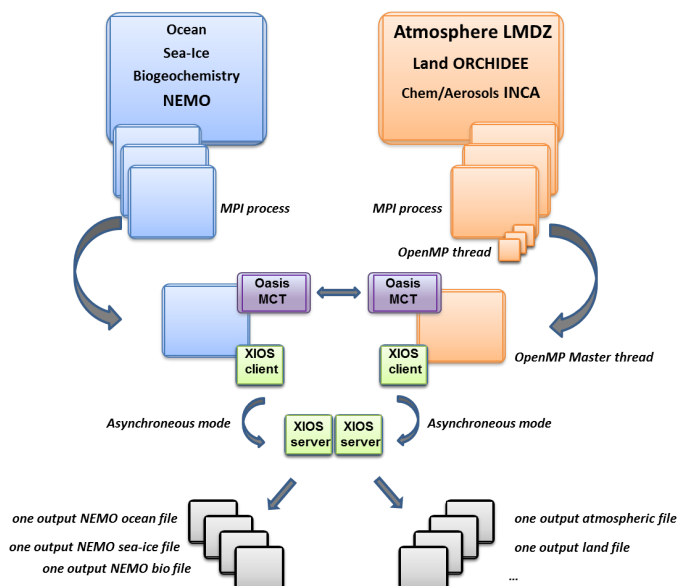 Ocean
Sea-Ice
Biogeochemistry
NEMO
Atmosphere LMDZ
Land ORCHIDEE
Chem/Aerosols INCA
MPI process
MPI process
OpenMP thread
Oasis
MCT
Oasis
MCT
XIOS
client
XIOS
client
OpenMP Master thread
Asynchroneous mode
XIOS
server
XIOS
server
Asynchroneous mode
one output NEMO ocean file
one output NEMO sea-ice file
one output NEMO bio file
one output atmospheric file
one output land file
...